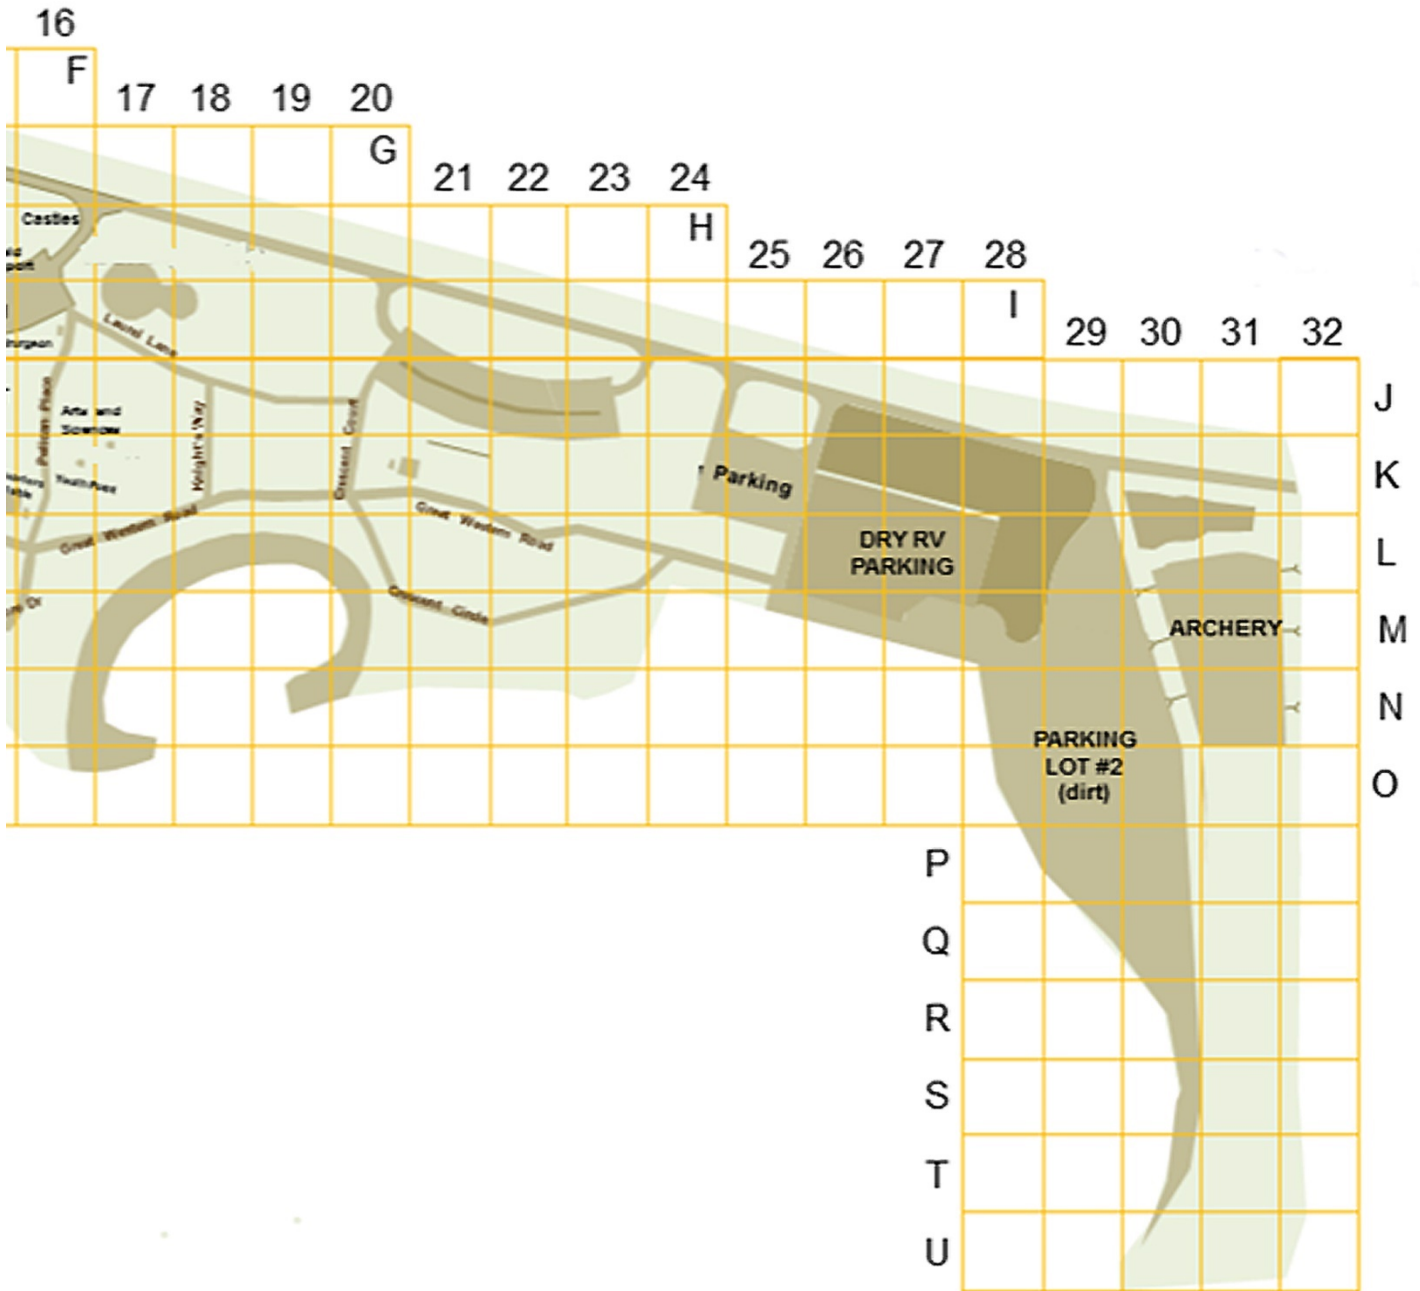 16
F
17 18 19 20
G
21 22 23 24
H
25 26 27 28
I
29 30 31 32
J
Castles
Laurel Lane
Arts and
Knight's Way
Crescent Court
Youth Point
Great Western Road
Great Western Road
Crescent Circle
Parking
K
DRY RV
PARKING
L
ARCHERY
M
N
PARKING
LOT #2
(dirt)
O
P
Q
R
S
T
U